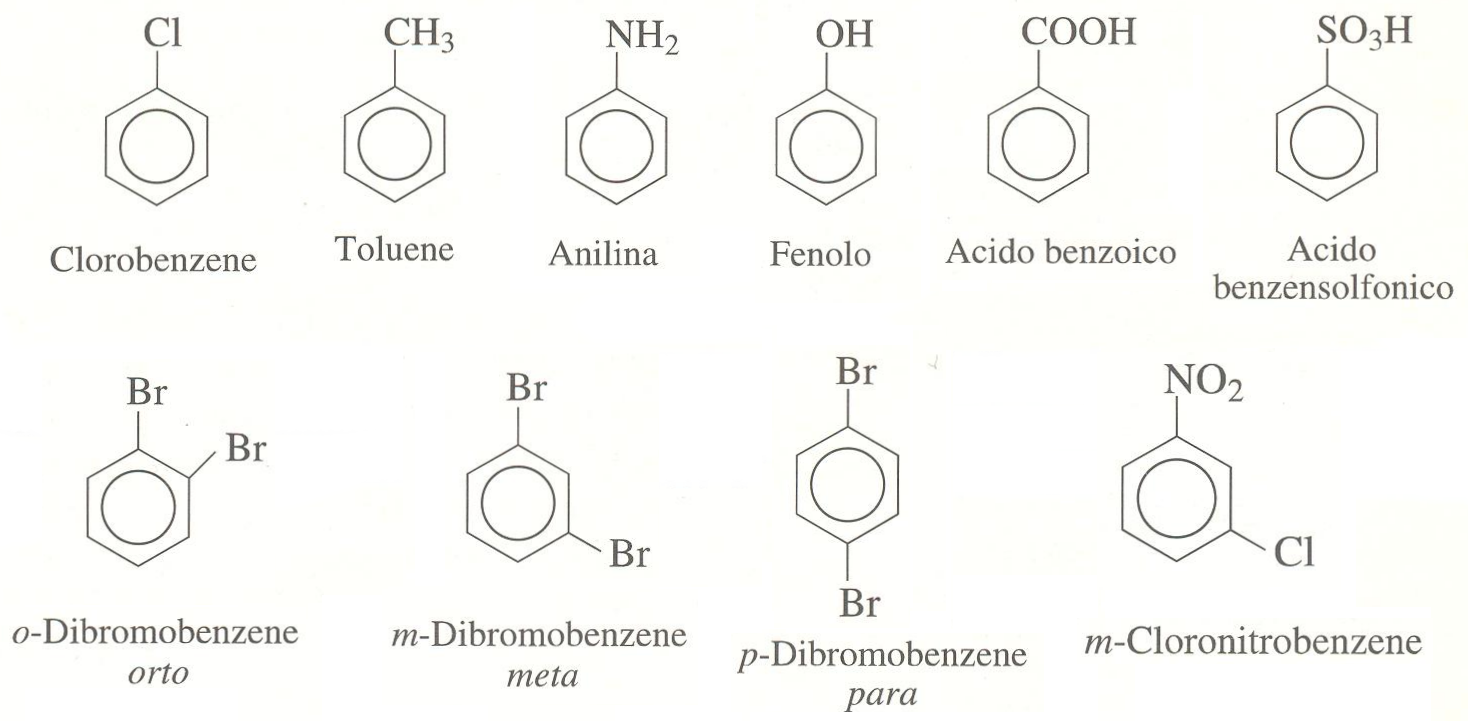 Cl CH3 NH2 OH COOH SO3H
Clorobenzene Toluene Anilina Fenolo Acido benzoico Acido
benzensolfonico
Br Br Br NO2
Br
Br Cl
Br
o-Dibromobenzene m-Dibromobenzene p-Dibromobenzene m-Cloronitrobenzene
orto meta para